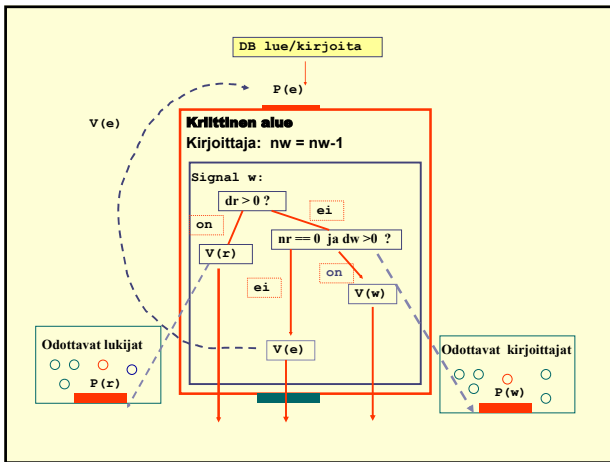 DB lue/kirjoita
P(e)
V(e)
Kriittinen alue
Kirjoittaja: nw = nw-1
Signal w:
dr > 0 ?
ei
on
nr == 0 ja dw >0 ?
V(r)
ei
on
V(w)
Odottavat lukijat
V(e)
Odottavat kirjoittajat
P(r)
P(w)